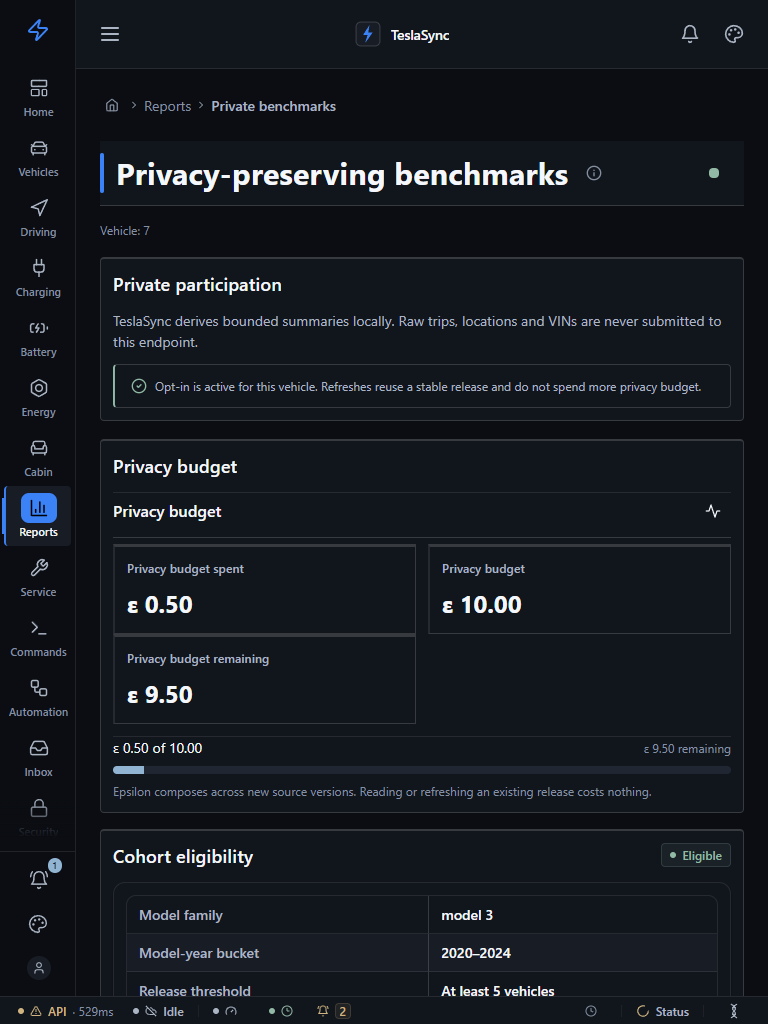 TeslaSync
Home
Vehicles
Driving
Charging
Battery
Energy
Cabin
Reports
Service
Commands
Automation
Inbox
Security
1
Reports
Private benchmarks
Privacy-preserving benchmarks
Vehicle: 7
Private participation
TeslaSync derives bounded summaries locally. Raw trips, locations and VINs are never submitted to
this endpoint.
Opt-in is active for this vehicle. Refreshes reuse a stable release and do not spend more privacy budget.
Privacy budget
Privacy budget
Privacy budget spent
ε 0.50
Privacy budget
ε 10.00
Privacy budget remaining
ε 9.50
ε 0.50 of 10.00
ε 9.50 remaining
Epsilon composes across new source versions. Reading or refreshing an existing release costs nothing.
Cohort eligibility
Eligible
Model family
model 3
Model-year bucket
2020–2024
Release threshold
At least 5 vehicles
API · 529ms
Idle
2
Status